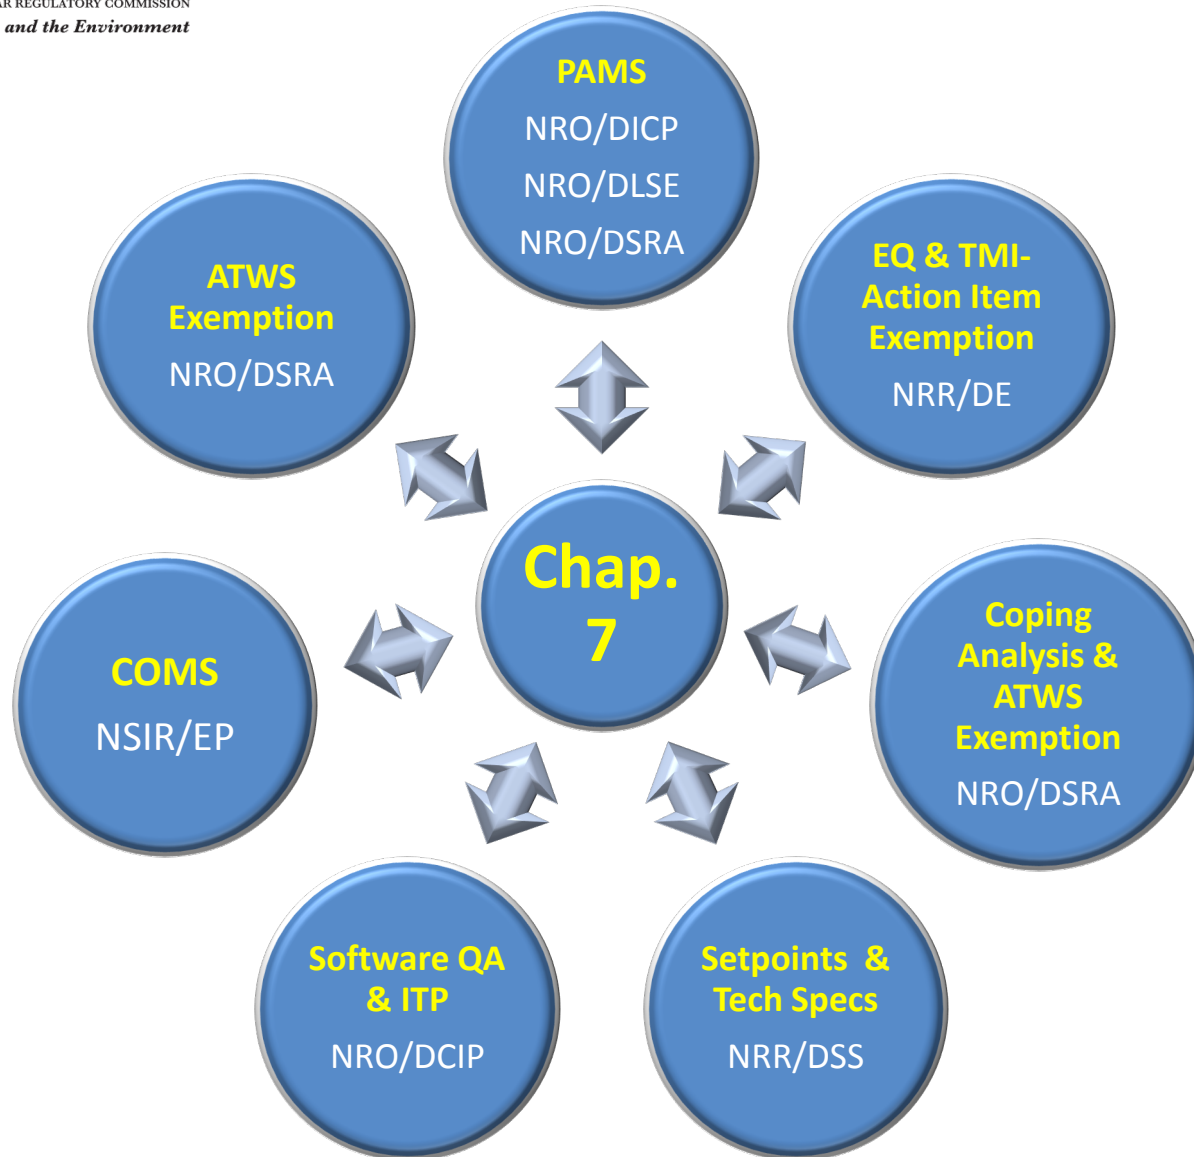 AR REGULATORY COMMISSION
and the Environment
PAMS
NRO/DICP
NRO/DLSE
NRO/DSRA
ATWS
Exemption
NRO/DSRA
EQ & TMI-
Action Item
Exemption
NRR/DE
Chap.
7
COMS
NSIR/EP
Coping
Analysis &
ATWS
Exemption
NRO/DSRA
Software QA
& ITP
NRO/DCIP
Setpoints &
Tech Specs
NRR/DSS